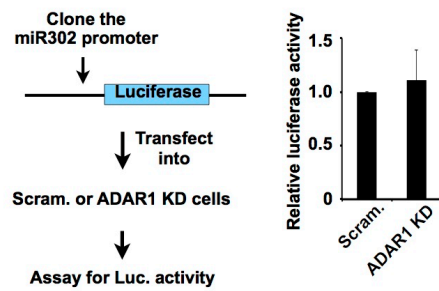 Clone the
miR302 promoter
Luciferase
Transfect
into
Scram. or ADAR1 KD cells
Assay for Luc. activity
Relative luciferase activity
1.5
1.0
0.5
0
Scram.
ADAR1 KD